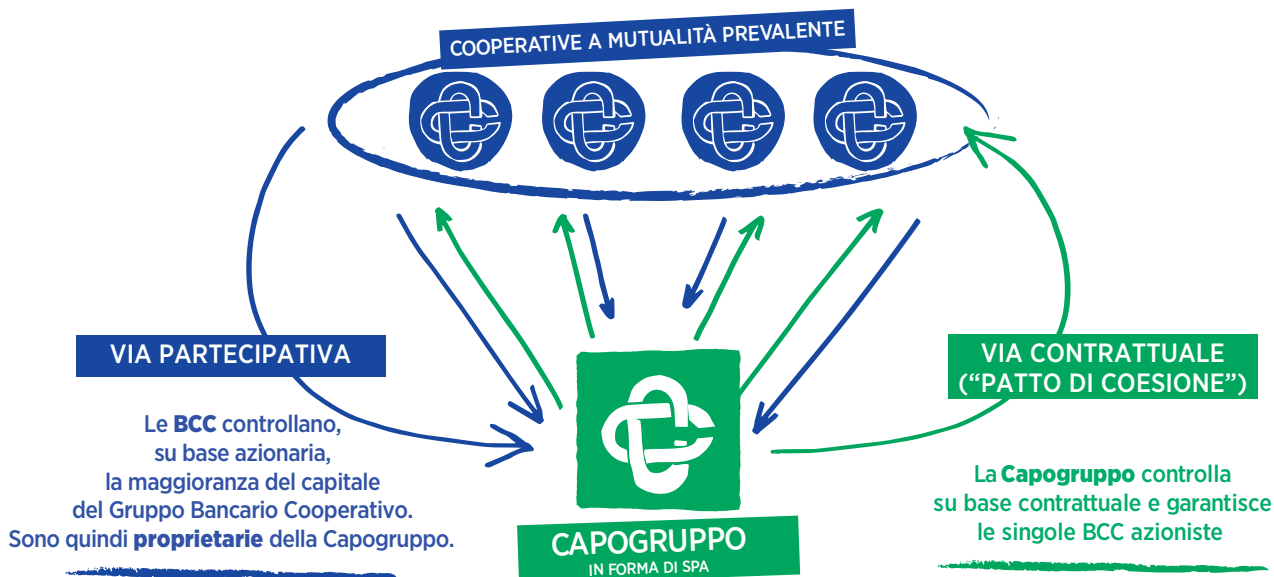 COOPERATIVE A MUTUALITÀ PREVALENTE
VIA PARTECIPATIVA
Le BCC controllano,
su base azionaria,
la maggioranza del capitale
del Gruppo Bancario Cooperativo.
Sono quindi proprietarie della Capogruppo.
CAPOGRUPPO
IN FORMA DI SPA
VIA CONTRATTUALE
(“PATTO DI COESIONE”)
La Capogruppo controlla
su base contrattuale e garantisce
le singole BCC azioniste